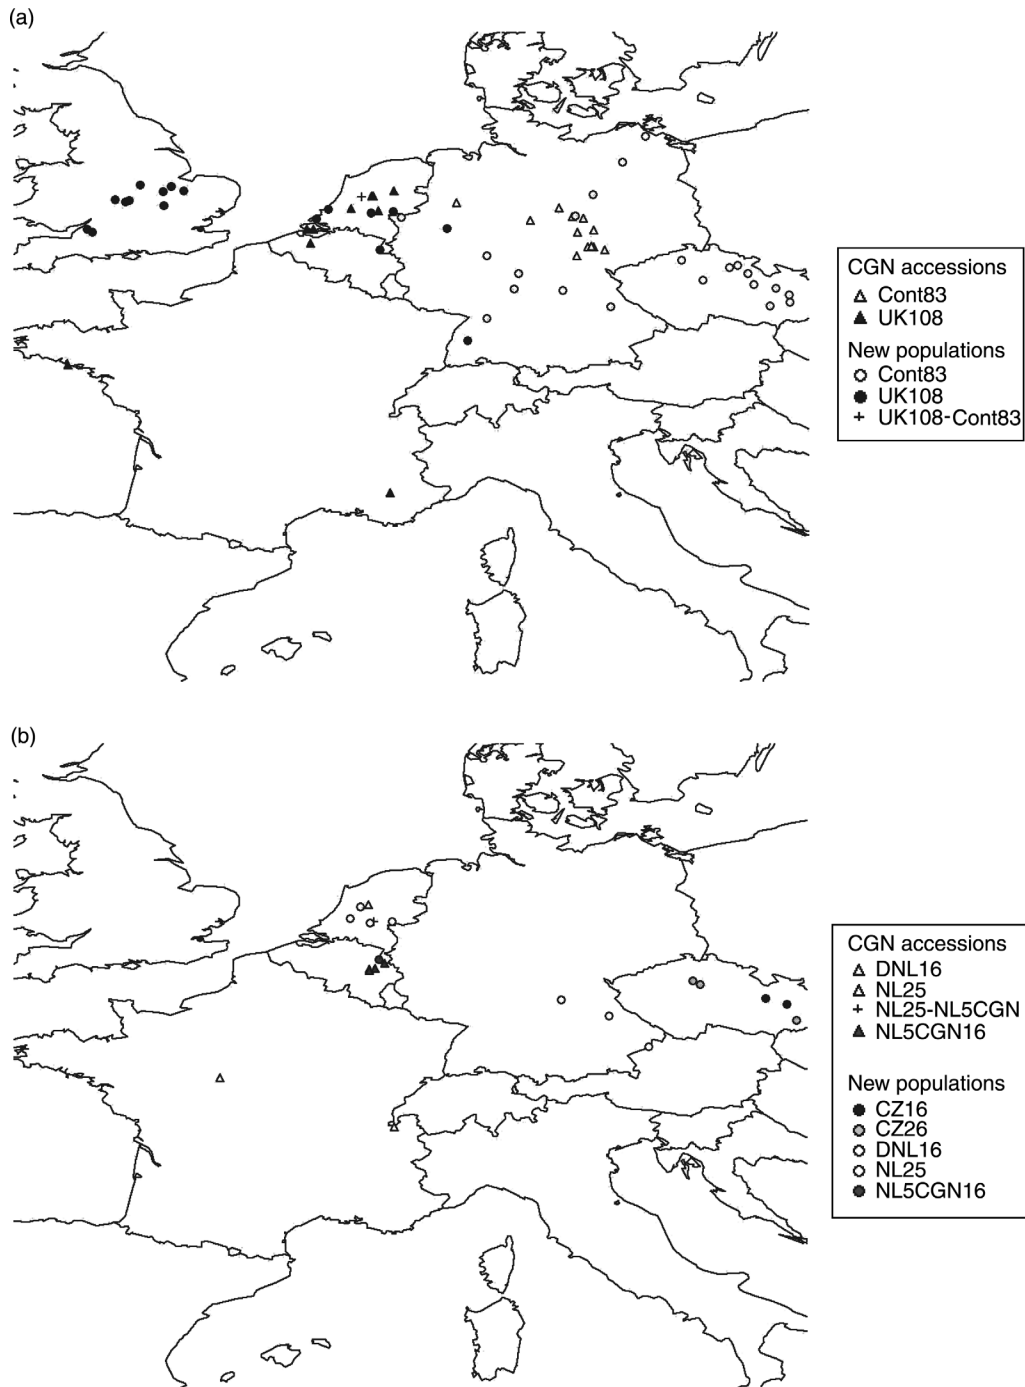 (a)
CGN accessions
Cont83
UK108
New populations
Cont83
UK108
UK108-Cont83
(b)
CGN accessions
DNL16
NL25
NL25-NL5CGN
NL5CGN16
New populations
CZ16
CZ26
DNL16
NL25
NL5CGN16